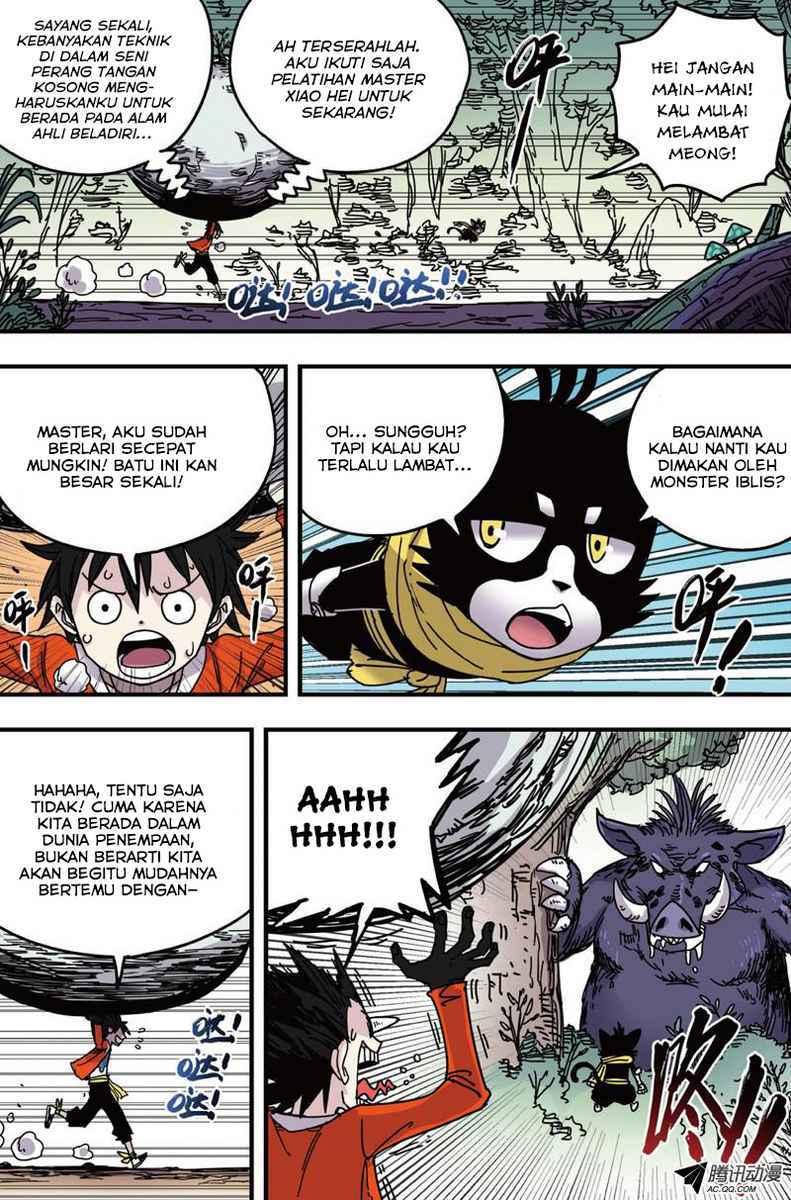 SAYANG SEKALI,
KEBANYAKAN TEKNIK
DI DALAM SENI
PERANG TANGAN
KOSONG MENG-
HARUSKANKU UNTUK
BERADA PADA ALAM
AHLI BELADIRI...
AH TERSERAHLAH.
AKU IKUTI SAJA
PELATIHAN MASTER
XIAO HEI UNTUK
SEKARANG!
呼
HEI JANGAN
MAIN-MAIN!
KAU MULAI
MELAMBAT
MEONG!
哒! 哒! 哒!!
MASTER, AKU SUDAH
BERLARI SECEPAT
MUNGKIN! BATU INI KAN
BESAR SEKALI!
呼
呼
OH... SUNGGUH?
TAPI KALAU KAU
TERLALU LAMBAT...
BAGAIMANA
KALAU NANTI KAU
DIMAKAN OLEH
MONSTER IBLIS?
呼!
HAHAHA, TENTU SAJA
TIDAK! CUMA KARENA
KITA BERADA DALAM
DUNIA PENEMPAAN,
BUKAN BERARTI KITA
AKAN BEGITU MUDAHNYA
BERTEMU DENGAN–
哒!
哒!
哒!
AAHH
HHH!!!
咚!!
腾讯动漫
AC.QQ.COM